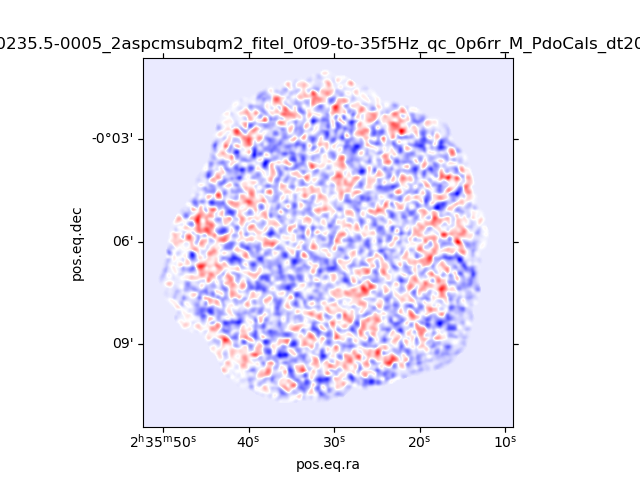 0235.5-0005_2aspcmsubqm2_fitel_0f09-to-35f5Hz_qc_0p6rr_M_PdoCals_dt20
-0°03'
06'
09'
pos.eq.dec
2h35m50s 40s 30s 20s 10s
pos.eq.ra